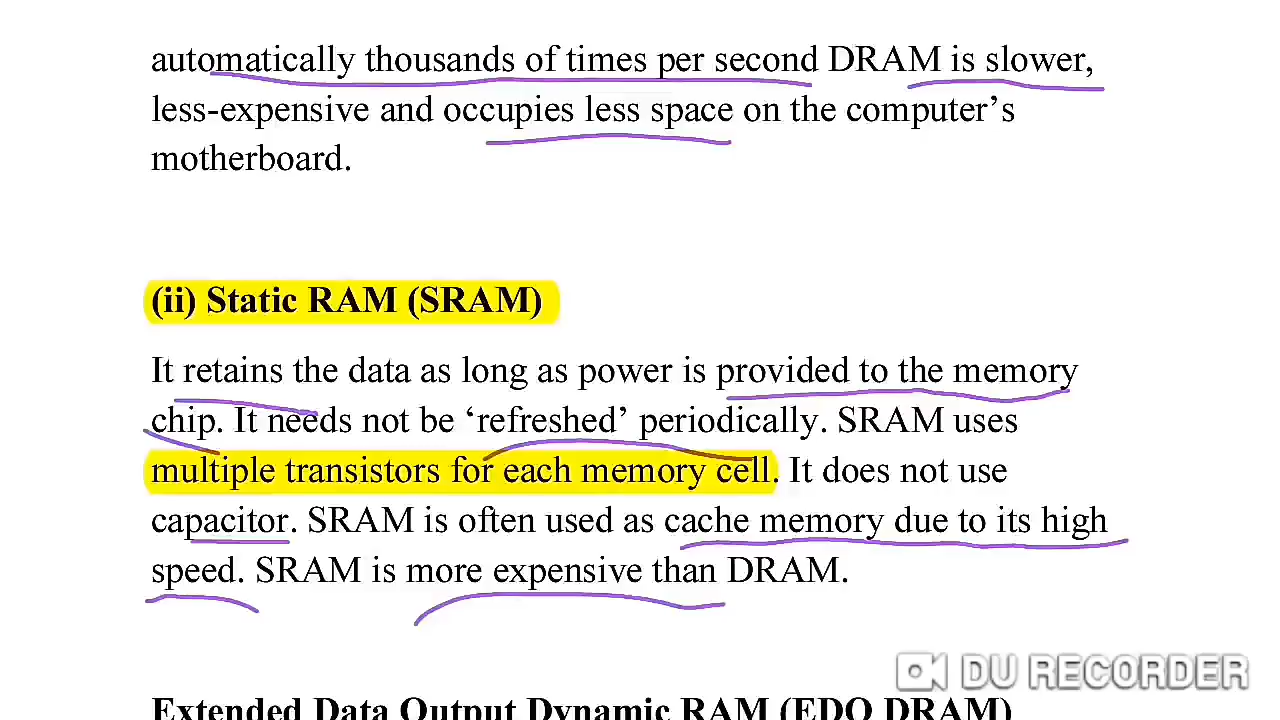 automatically thousands of times per second DRAM is slower,
less-expensive and occupies less space on the computer’s
motherboard.
(ii) Static RAM (SRAM)
It retains the data as long as power is provided to the memory
chip. It needs not be ‘refreshed’ periodically. SRAM uses
multiple transistors for each memory cell. It does not use
capacitor. SRAM is often used as cache memory due to its high
speed. SRAM is more expensive than DRAM.
DU RECORDER
Extended Data Output Dynamic RAM (EDO DRAM)